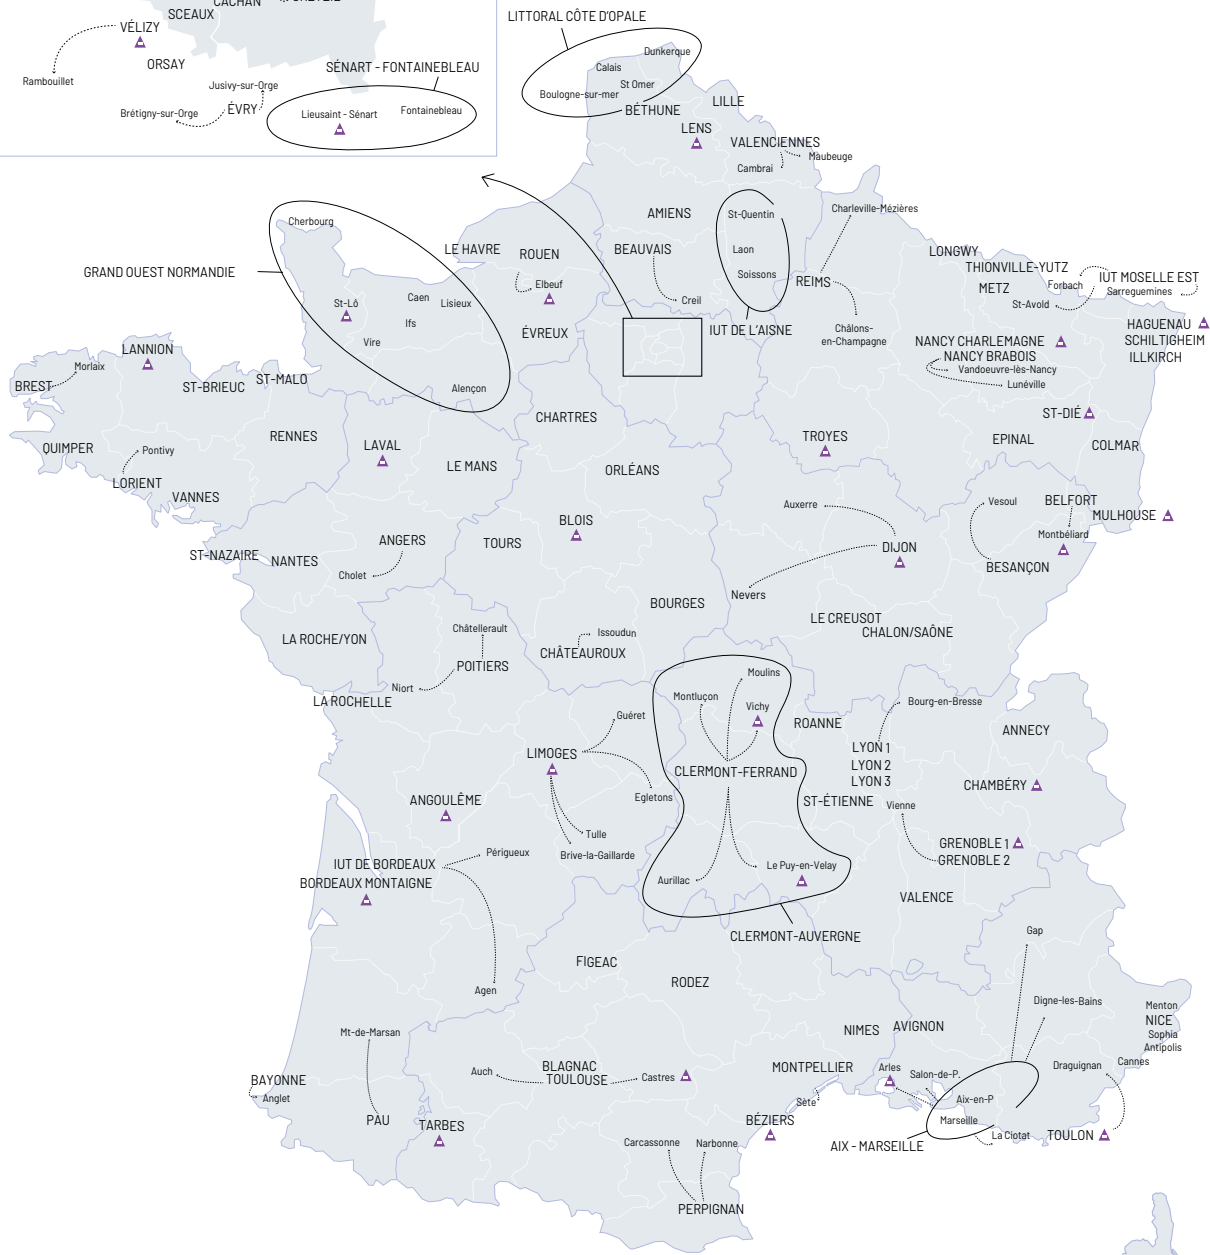 CACHAN
SCEAUX
VÉLIZY
ORSAY
Rambouillet
SÉNART - FONTAINEBLEAU
Jusivy-sur-Orge
Brétigny-sur-Orge
ÉVRY
Lieusaint - Sénart
Fontainebleau
LITTORAL CÔTE D'OPALE
Dunkerque
Calais
St Omer
Boulogne-sur-mer
BÉTHUNE
LILLE
LENS
VALENCIENNES
Maubeuge
Cambrai
AMIENS
St-Quentin
Charleville-Mézières
Cherbourg
LE HAVRE
ROUEN
BEAUVAIS
Laon
LONGWY
GRAND OUEST NORMANDIE
THIONVILLE-YUTZ
Soissons
REIMS
IUT MOSELLE EST
METZ
Forbach
Sarreguemines
Elbeuf
Caen
Lisieux
St-Lô
Creil
St-Avold
Ifs
ÉVREUX
IUT DE L'AISNE
Châlons-
en-Champagne
HAGUENAU
SCHILTIGHEIM
ILLKIRCH
Vire
NANCY CHARLEMAGNE
NANCY BRABOIS
Vandoeuvre-lès-Nancy
Lunéville
LANNION
Morlaix
BREST
ST-BRIEUC
ST-MALO
Alençon
CHARTRES
ST-DIÉ
QUIMPER
Pontivy
RENNES
LAVAL
LE MANS
TROYES
EPINAL
COLMAR
ORLÉANS
LORIENT
VANNES
Auxerre
Vesoul
BELFORT
MULHOUSE
BLOIS
Montbéliard
ST-NAZAIRE
NANTES
ANGERS
TOURS
DIJON
BESANÇON
Cholet
Nevers
BOURGES
LE CREUSOT
CHALON/SAÔNE
LA ROCHE/YON
Châtellerault
Issoudun
CHÂTEAUROUX
POITIERS
Moulins
Niort
Montluçon
LA ROCHELLE
Vichy
Bourg-en-Bresse
Guéret
ROANNE
ANNECY
LIMOGES
LYON 1
LYON 2
LYON 3
CLERMONT-FERRAND
CHAMBÉRY
Egletons
ANGOULÊME
ST-ÉTIENNE
Vienne
Tulle
GRENOBLE 1
GRENOBLE 2
Périgueux
Brive-la-Gaillarde
IUT DE BORDEAUX
BORDEAUX MONTAIGNE
Le Puy-en-Velay
Aurillac
VALENCE
CLERMONT-AUVERGNE
Gap
FIGEAC
RODEZ
Agen
Digne-les-Bains
Menton
NICE
Sophia
Antipolis
Cannes
Mt-de-Marsan
NIMES
AVIGNON
BLAGNAC
TOULOUSE
Auch
Castres
MONTPELLIER
Arles
Salon-de-P.
Draguignan
BAYONNE
Anglet
Sète
Aix-en-P
PAU
TARBES
BÉZIERS
Marseille
La Ciotat
TOULON
AIX - MARSEILLE
Carcassonne
Narbonne
PERPIGNAN